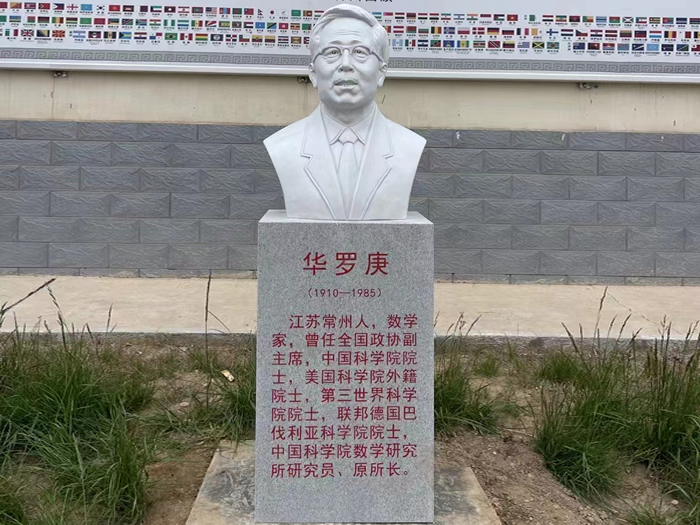 华罗庚
（1910—1985）
江苏常州人，数学
家，曾任全国政协副
主席，中国科学院院
士，美国科学院外籍
院士，第三世界科学
院院士，联邦德国巴
伐利亚科学院院士，
中国科学院数学研究
所研究员、原所长。